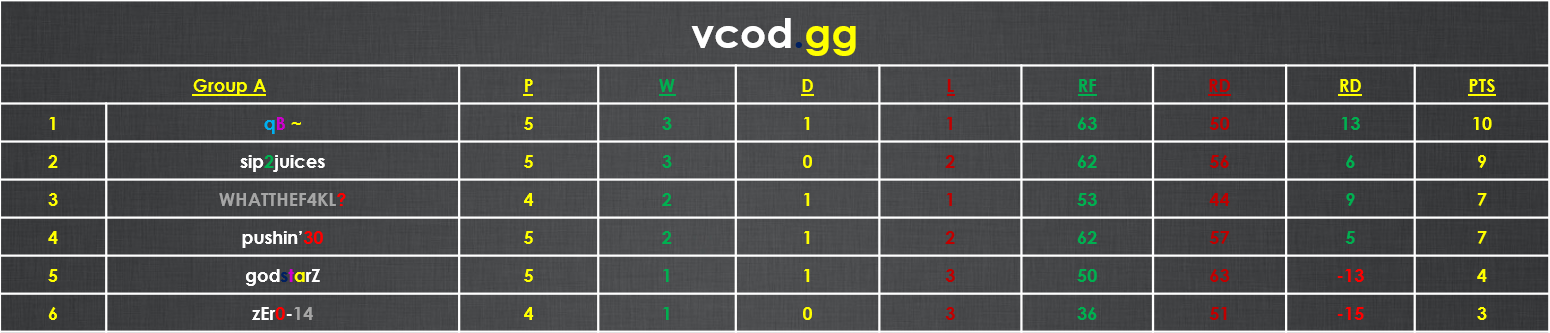 vcod.gg
Group A P W D L RF RD RD PTS
1 qB ~ 5 3 1 1 63 50 13 10
2 sip2juices 5 3 0 2 62 56 6 9
3 WHATTHEF4KL? 4 2 1 1 53 44 9 7
4 pushin’30 5 2 1 2 62 57 5 7
5 godstarZ 5 1 1 3 50 63 -13 4
6 zEr0-14 4 1 0 3 36 51 -15 3